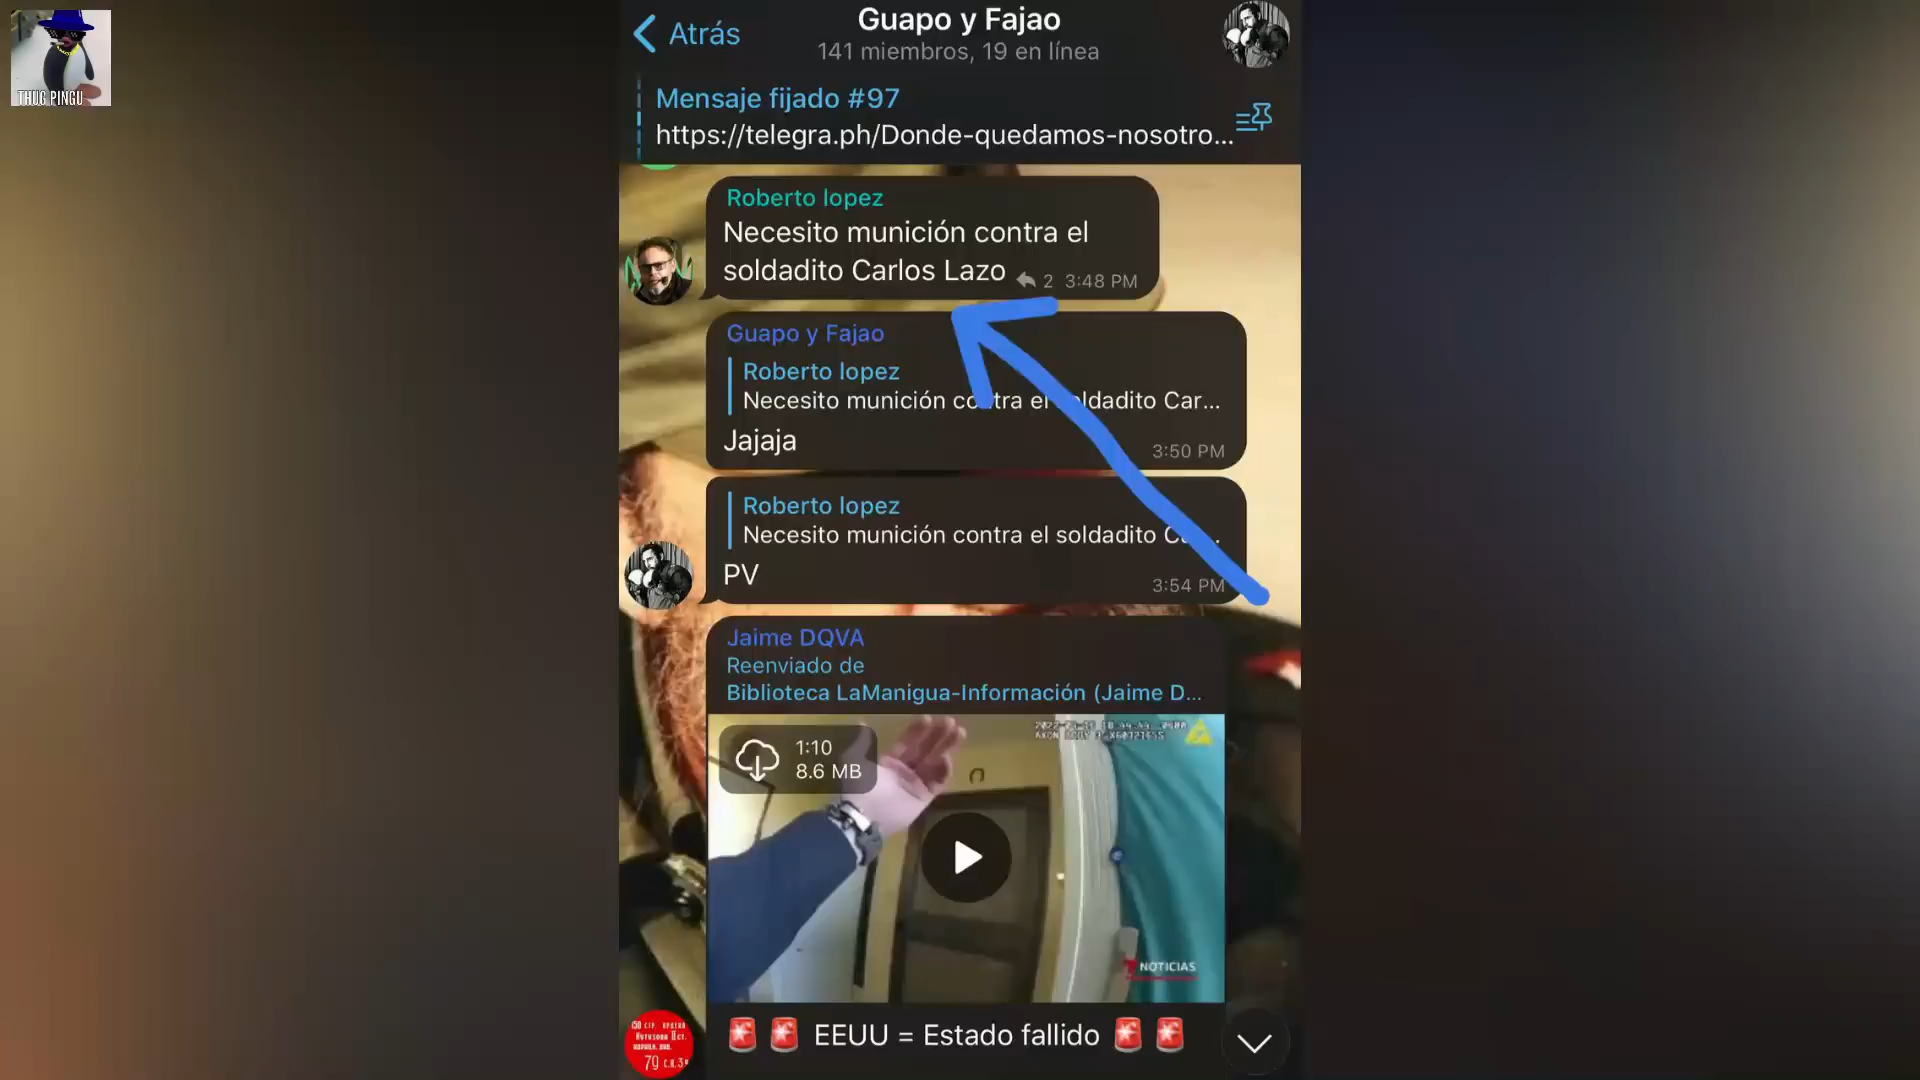 THUG PINGU
Atrás
Guapo y Fajao
141 miembros, 19 en línea
Mensaje fijado #97
https://telegra.ph/Donde-quedamos-nosotro...
Roberto lopez
Necesito munición contra el
soldadito Carlos Lazo 2 3:48 PM
Guapo y Fajao
Roberto lopez
Necesito munición contra el soldadito Car...
Jajaja
3:50 PM
Roberto lopez
Necesito munición contra el soldadito
PV
3:54 PM
Jaime DQVA
Reenviado de
Biblioteca LaManigua-Información (Jaime D...
1:10
8.6 MB
NOTICIAS
EEUU = Estado fallido